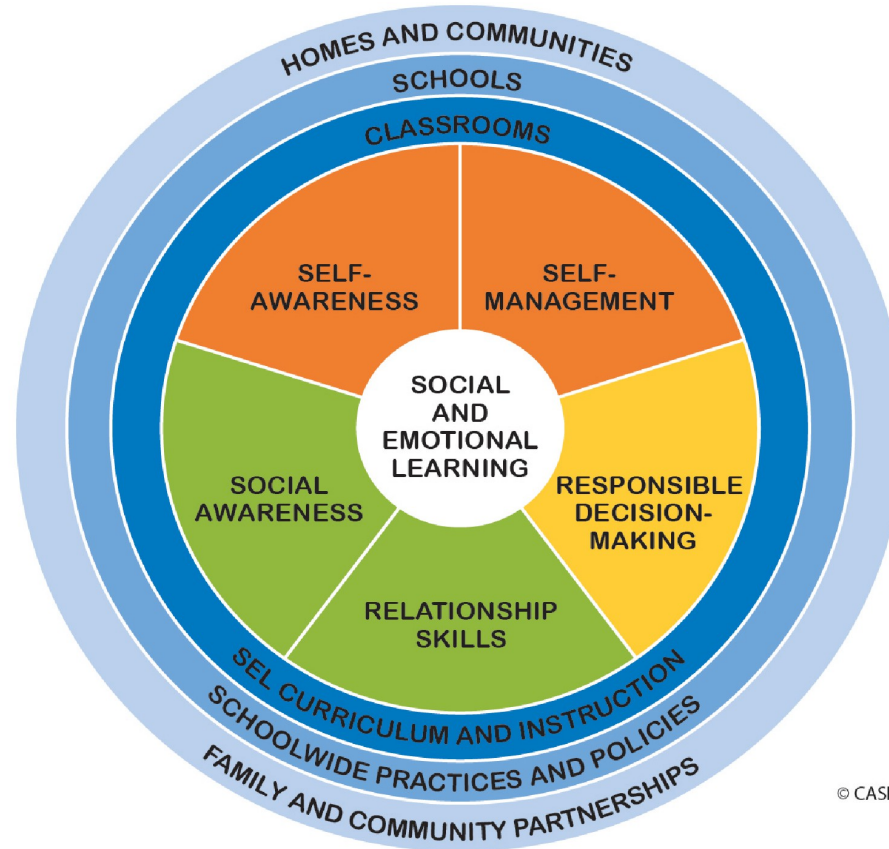 HOMES AND COMMUNITIES
SCHOOLS
CLASSROOMS
SELF-
AWARENESS
SELF-
MANAGEMENT
SOCIAL
AND
EMOTIONAL
LEARNING
SOCIAL
AWARENESS
RESPONSIBLE
DECISION-
MAKING
RELATIONSHIP
SKILLS
SEL CURRICULUM AND INSTRUCTION
SCHOOLWIDE PRACTICES AND POLICIES
FAMILY AND COMMUNITY PARTNERSHIPS
©